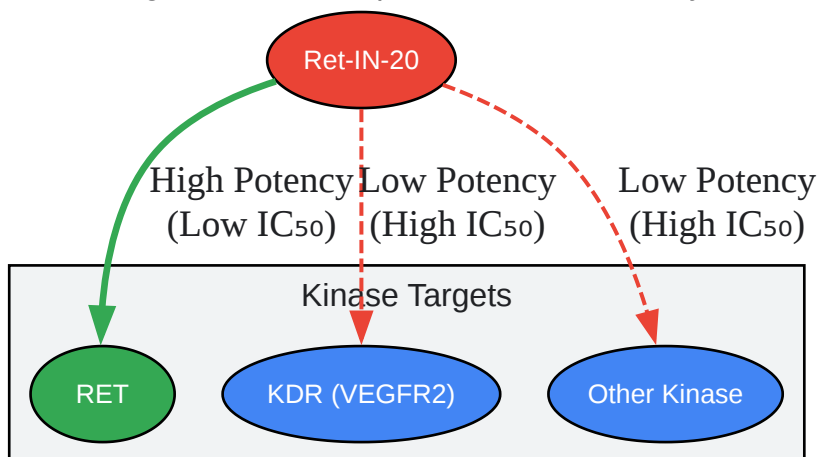 Ret-IN-20
High Potency
(Low IC₅₀)
Low Potency
(High IC₅₀)
Low Potency
(High IC₅₀)
Kinase Targets
RET
KDR (VEGFR2)
Other Kinase